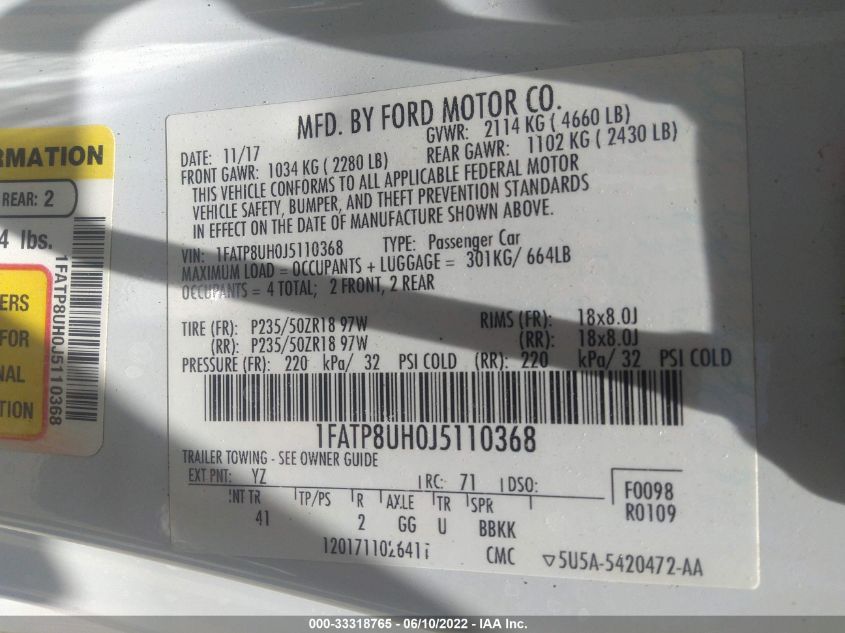 MFD. BY FORD MOTOR CO.
DATE: 11/17
GVWR: 2114 KG ( 4660 LB)
FRONT GAWR: 1034 KG ( 2280 LB)
REAR GAWR: 1102 KG ( 2430 LB)
THIS VEHICLE CONFORMS TO ALL APPLICABLE FEDERAL MOTOR
VEHICLE SAFETY, BUMPER, AND THEFT PREVENTION STANDARDS
IN EFFECT ON THE DATE OF MANUFACTURE SHOWN ABOVE.
VIN: 1FATP8UH0J5110368 TYPE: Passenger Car
MAXIMUM LOAD = OCCUPANTS + LUGGAGE = 301KG/ 664LB
OCCUPANTS = 4 TOTAL; 2 FRONT, 2 REAR
TIRE (FR): P235/50ZR18 97W RIMS (FR): 18x8.0J
(RR): P235/50ZR18 97W (RR): 18x8.0J
PRESSURE (FR): 220 kPa/ 32 PSI COLD (RR): 220 kPa/ 32 PSI COLD
1FATP8UH0J5110368
TRAILER TOWING - SEE OWNER GUIDE
EXT PNT: YZ RC: 71 DSO:
INT TR TP/PS R AXLE TR SPR
41 2 GG U BBKK
F0098
R0109
CMC 5U5A-5420472-AA
RMATION
REAR: 2
4 lbs.
ERS
FOR
NAL
TION
1FATP8UH0J5110368
000-33318765 - 06/10/2022 - IAA Inc.